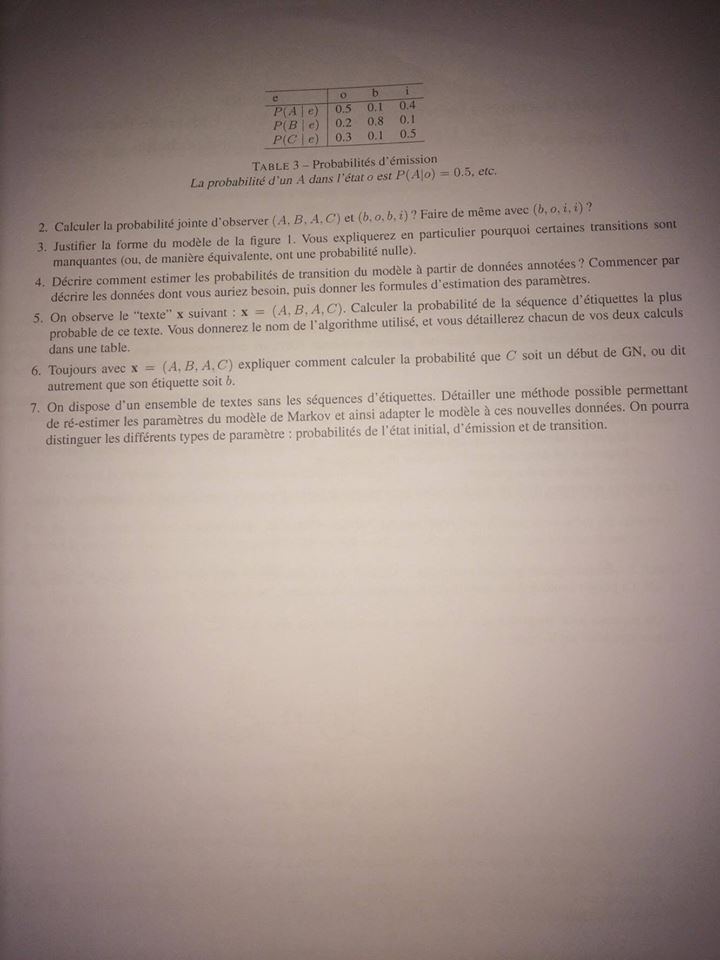 e o b i
P(A | e) 0.5 0.1 0.4
P(B | e) 0.2 0.8 0.1
P(C | e) 0.3 0.1 0.5
TABLE 3 – Probabilités d'émission
La probabilité d'un A dans l'état o est P(A|o) = 0.5, etc.
2. Calculer la probabilité jointe d'observer (A, B, A, C) et (b, o, b, i) ? Faire de même avec (b, o, i, i) ?
3. Justifier la forme du modèle de la figure 1. Vous expliquerez en particulier pourquoi certaines transitions sont
manquantes (ou, de manière équivalente, ont une probabilité nulle).
4. Décrire comment estimer les probabilités de transition du modèle à partir de données annotées ? Commencer par
décrire les données dont vous auriez besoin, puis donner les formules d'estimation des paramètres.
5. On observe le "texte" x suivant : x = (A, B, A, C). Calculer la probabilité de la séquence d'étiquettes la plus
probable de ce texte. Vous donnerez le nom de l'algorithme utilisé, et vous détaillerez chacun de vos deux calculs
dans une table.
6. Toujours avec x = (A, B, A, C) expliquer comment calculer la probabilité que C soit un début de GN, ou dit
autrement que son étiquette soit b.
7. On dispose d'un ensemble de textes sans les séquences d'étiquettes. Détailler une méthode possible permettant
de ré-estimer les paramètres du modèle de Markov et ainsi adapter le modèle à ces nouvelles données. On pourra
distinguer les différents types de paramètre : probabilités de l'état initial, d'émission et de transition.